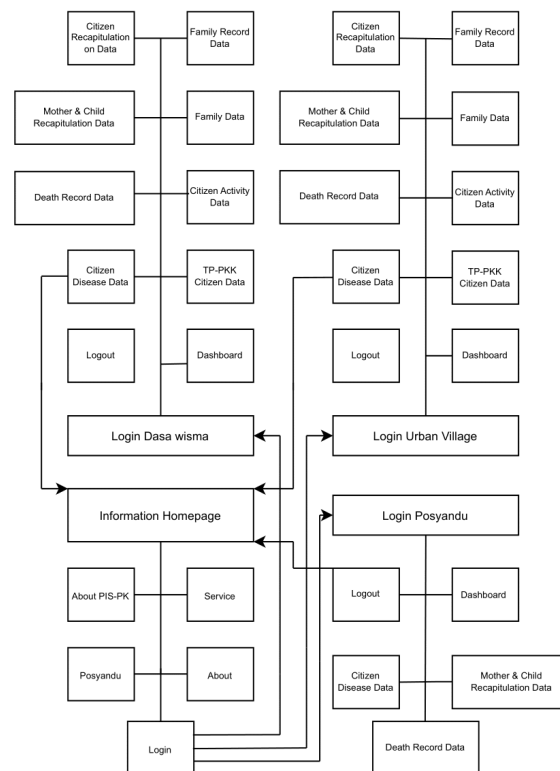 Citizen
Recapitulation
on Data
Family Record
Data
Citizen
Recapitulation
Data
Family Record
Data
Mother & Child
Recapitulation Data
Family Data
Mother & Child
Recapitulation Data
Family Data
Death Record Data
Citizen Activity
Data
Death Record Data
Citizen Activity
Data
Citizen
Disease Data
TP-PKK
Citizen Data
Citizen
Disease Data
TP-PKK
Citizen Data
Logout
Dashboard
Logout
Dashboard
Login Dasa wisma
Login Urban Village
Information Homepage
Login Posyandu
About PIS-PK
Service
Logout
Dashboard
Posyandu
About
Citizen
Disease Data
Mother & Child
Recapitulation Data
Login
Death Record Data